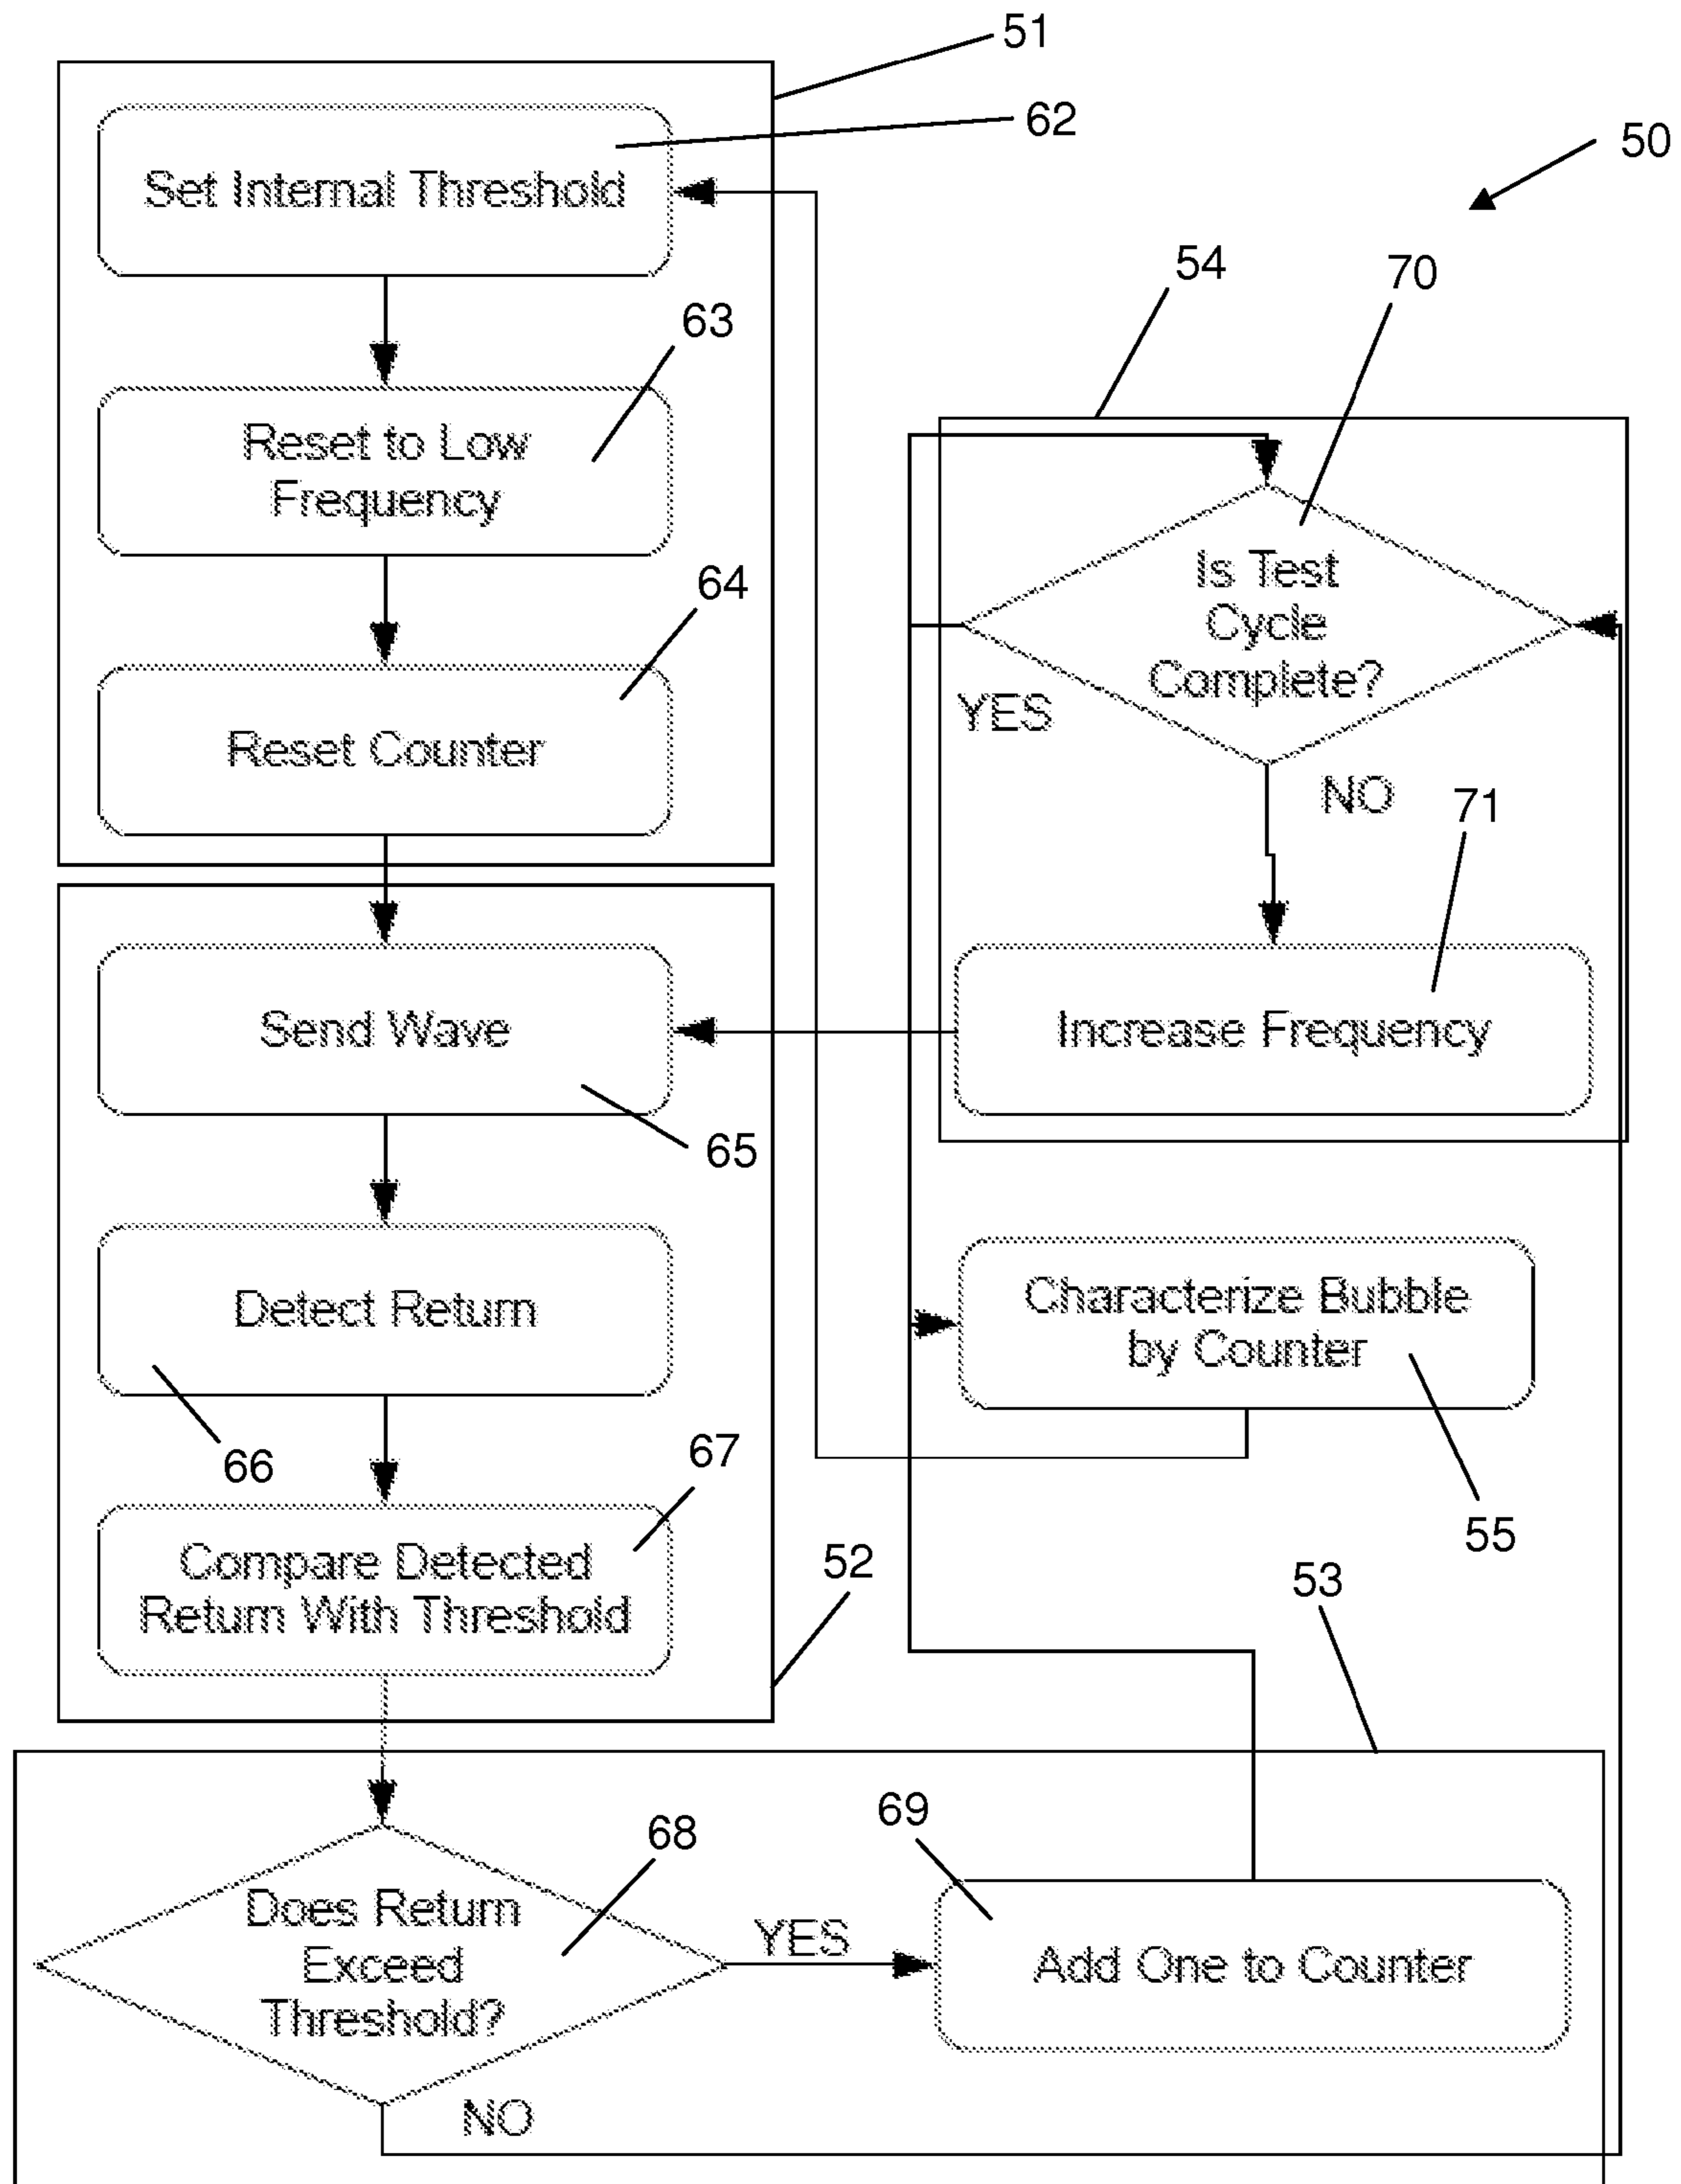 51
62
50
Set Internal Threshold
54
70
63
Reset to Low
Frequency
64
Is Test
Cycle
Complete?
YES
Reset Counter
NO
71
Send Wave
Increase Frequency
65
Detect Return
Characterize Bubble
by Counter
66
67
55
Compare Detected
Return With Threshold
52
53
69
68
Does Return
Exceed
Threshold?
YES
Add One to Counter
NO